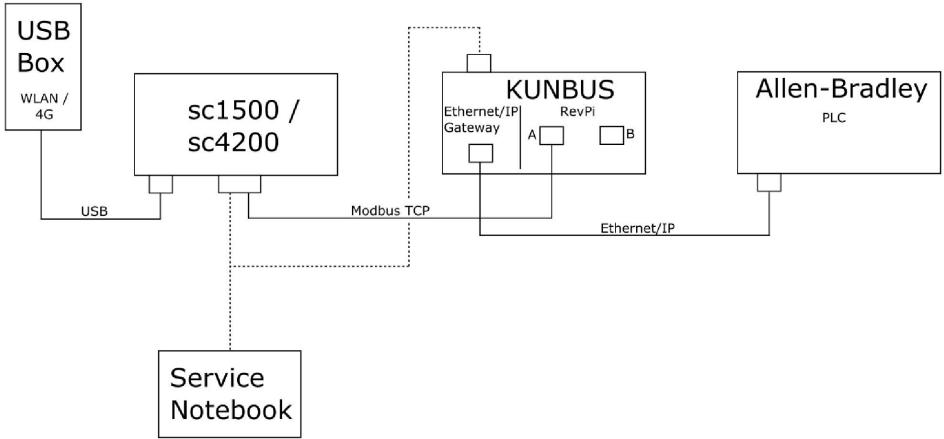 USB
Box
WLAN /
4G
sc1500 /
sc4200
KUNBUS
Ethernet/IP
Gateway
RevPi
A
B
Allen-Bradley
PLC
USB
Modbus TCP
Ethernet/IP
Service
Notebook